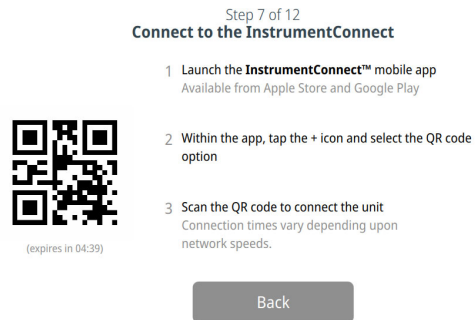 Step 7 of 12
Connect to the InstrumentConnect
1 Launch the InstrumentConnect™ mobile app
Available from Apple Store and Google Play
2 Within the app, tap the + icon and select the QR code
option
3 Scan the QR code to connect the unit
Connection times vary depending upon
network speeds.
(expires in 04:39)
Back